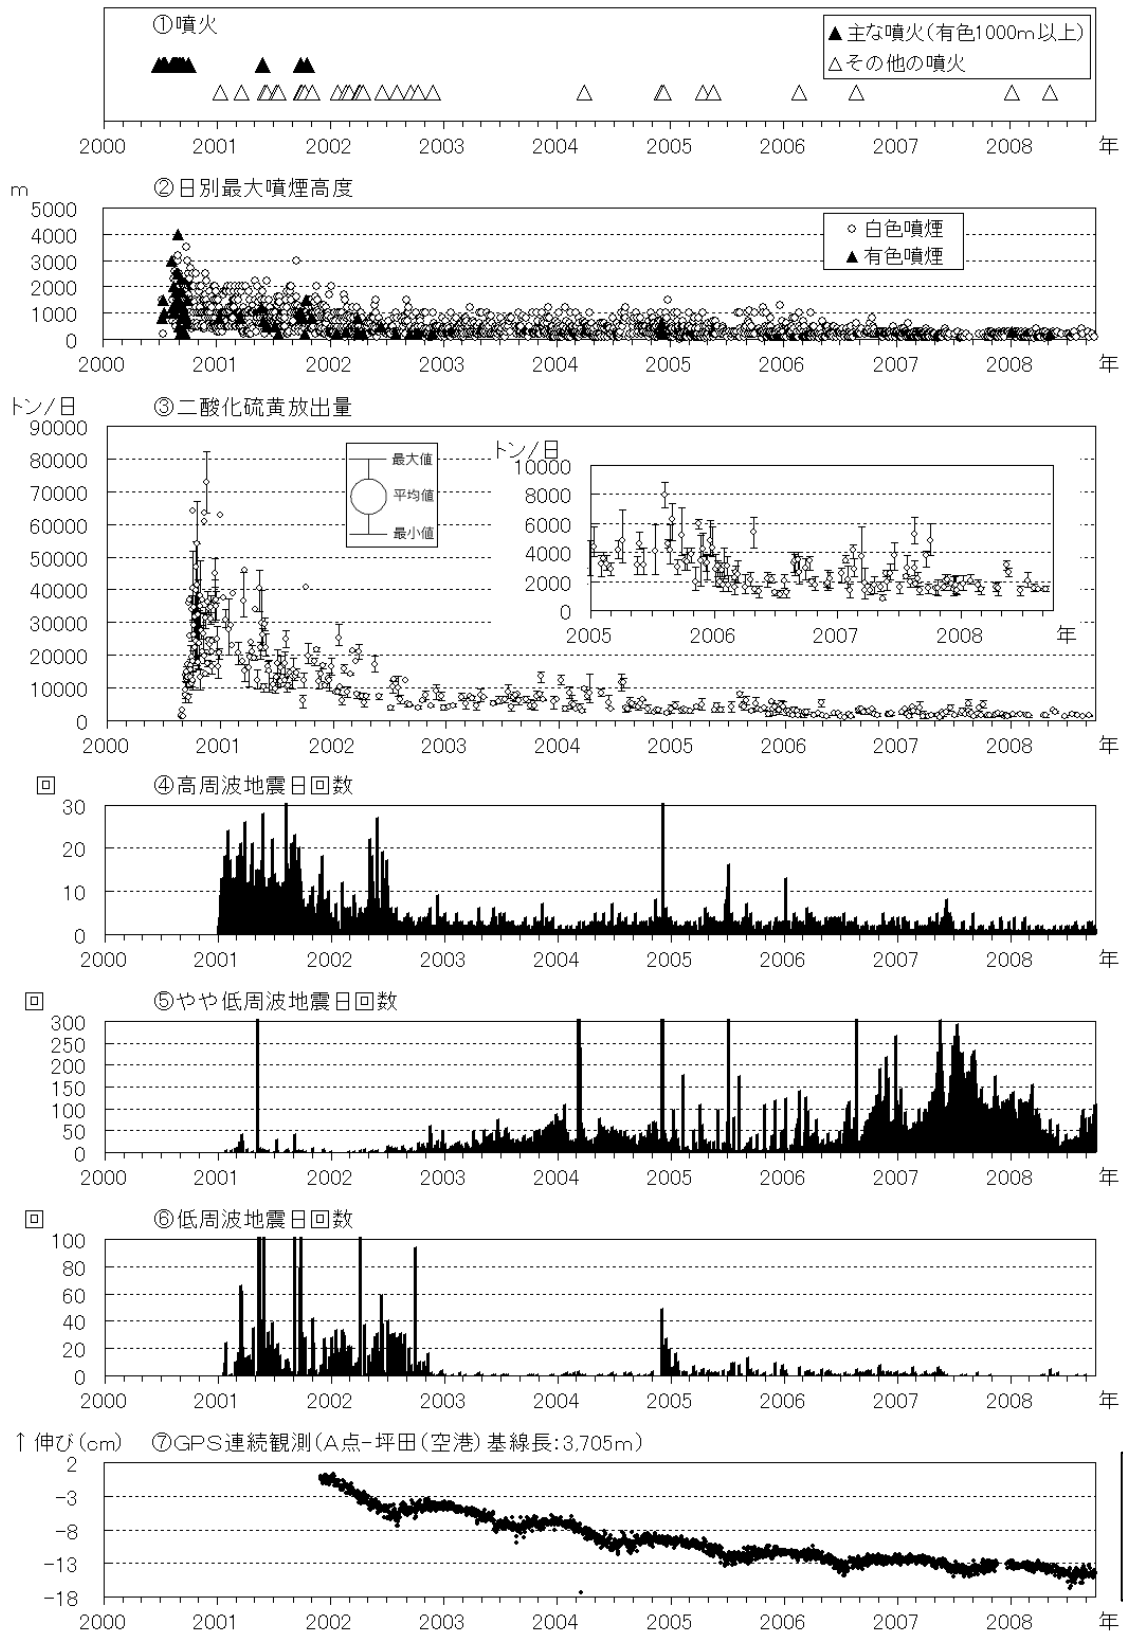 ①噴火
▲主な噴火(有色1000m以上)
△その他の噴火
2000 2001 2002 2003 2004 2005 2006 2007 2008 年
m ②日別最大噴煙高度
○ 白色噴煙
▲ 有色噴煙
5000
4000
3000
2000
1000
0
2000 2001 2002 2003 2004 2005 2006 2007 2008 年
トン/日 ③二酸化硫黄放出量
90000
80000
70000
60000
50000
40000
30000
20000
10000
0
最大値
平均値
最小値
トン/日
10000
8000
6000
4000
2000
0
2005 2006 2007 2008 年
2000 2001 2002 2003 2004 2005 2006 2007 2008 年
回 ④高周波地震日回数
30
20
10
0
2000 2001 2002 2003 2004 2005 2006 2007 2008 年
回 ⑤やや低周波地震日回数
300
250
200
150
100
50
0
2000 2001 2002 2003 2004 2005 2006 2007 2008 年
回 ⑥低周波地震日回数
100
80
60
40
20
0
2000 2001 2002 2003 2004 2005 2006 2007 2008 年
↑伸び(cm) ⑦GPS連続観測(A点-坪田(空港)基線長:3,705m)
2
-3
-8
-13
-18
2000 2001 2002 2003 2004 2005 2006 2007 2008 年